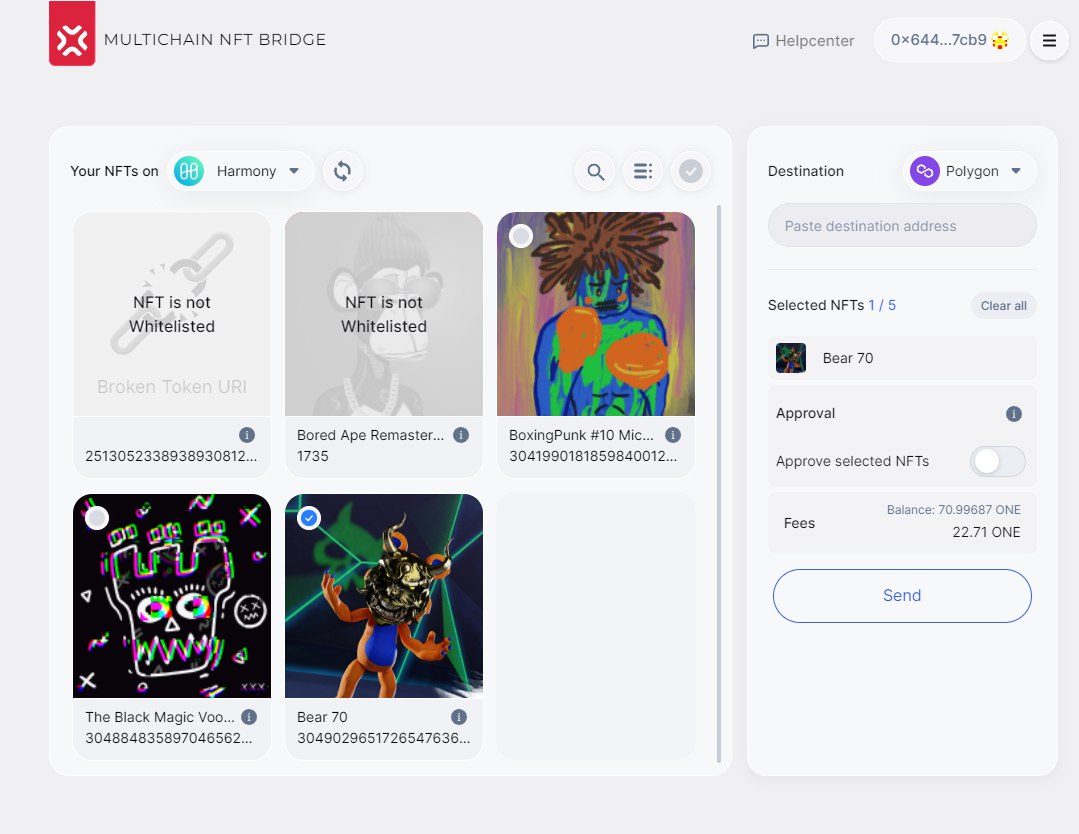 MULTICHAIN NFT BRIDGE
Helpcenter
0x644...7cb9
Your NFTs on
Harmony
NFT is not
Whitelisted
Broken Token URI
2513052338938930812...
NFT is not
Whitelisted
Bored Ape Remaster...
1735
BoxingPunk #10 Mic...
3041990181859840012...
The Black Magic Voo...
304884835897046562...
Bear 70
3049029651726547636...
Destination
Polygon
Paste destination address
Selected NFTs 1 / 5
Clear all
Bear 70
Approval
Approve selected NFTs
Fees
Balance: 70.99687 ONE
22.71 ONE
Send